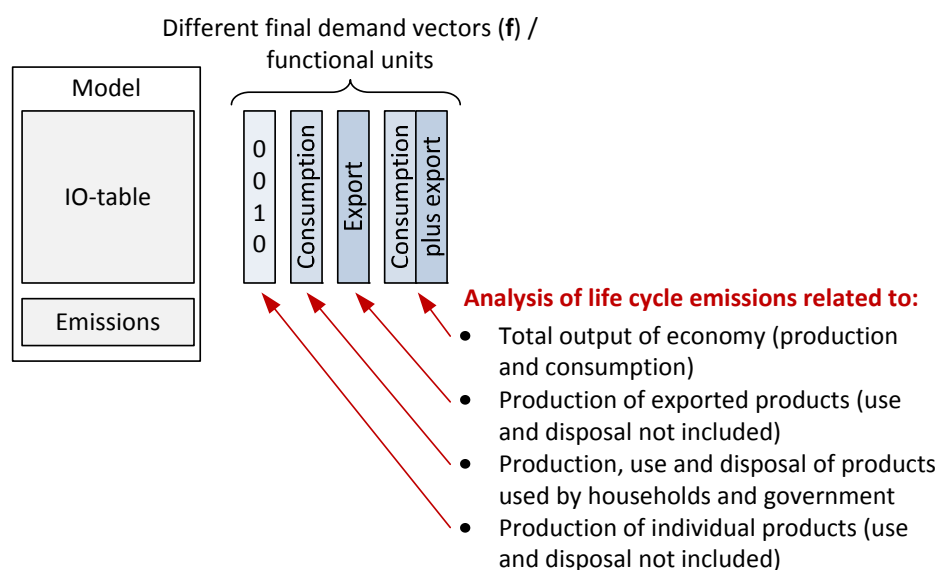 Different final demand vectors (f) /
functional units
Model
IO-table
Emissions
0
0
1
0
Consumption
Export
Consumption
plus export
Analysis of life cycle emissions related to:
• Total output of economy (production
and consumption)
• Production of exported products (use
and disposal not included)
• Production, use and disposal of products
used by households and government
• Production of individual products (use
and disposal not included)